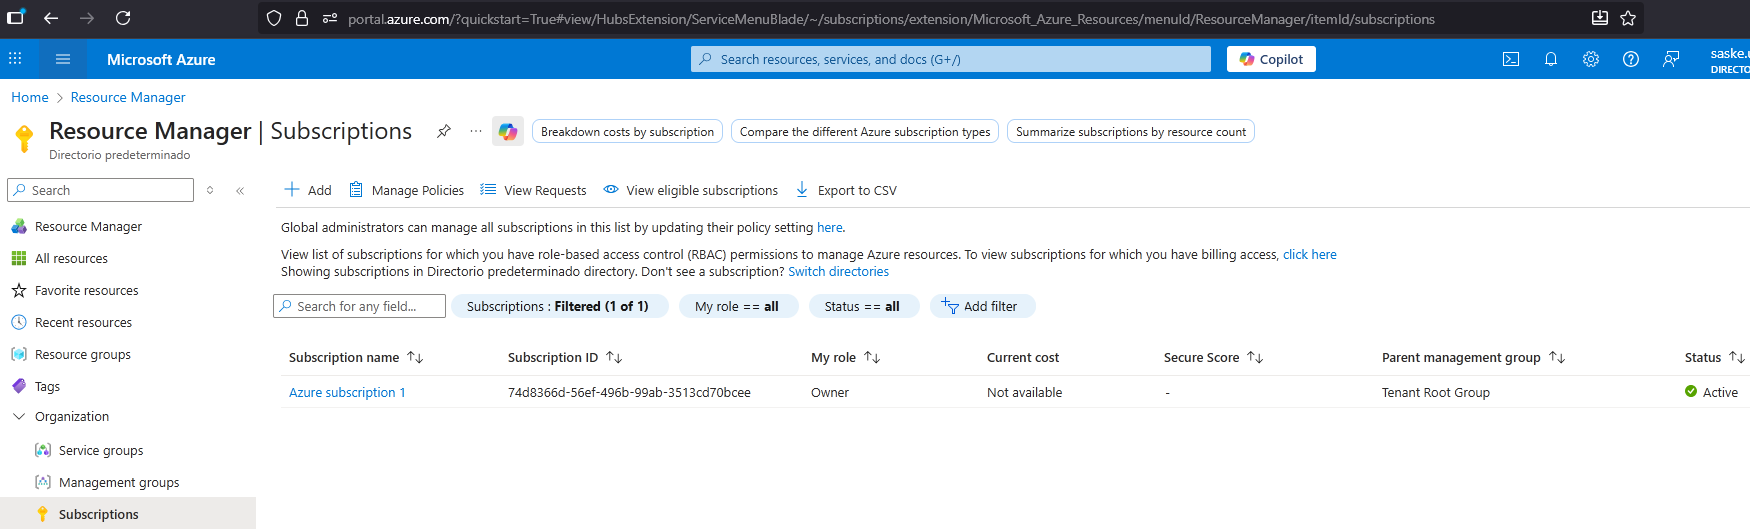 portal.azure.com/?quickstart=True#view/HubsExtension/ServiceMenuBlade/~/subscriptions/extension/Microsoft_Azure_Resources/menuId/ResourceManager/itemId/subscriptions
Microsoft Azure
Search resources, services, and docs (G+/)
Copilot
saske.
DIRECTO
Home > Resource Manager
Resource Manager | Subscriptions
Directorio predeterminado
Breakdown costs by subscription
Compare the different Azure subscription types
Summarize subscriptions by resource count
Search
Resource Manager
All resources
Favorite resources
Recent resources
Resource groups
Tags
Organization
Service groups
Management groups
Subscriptions
Add Manage Policies View Requests View eligible subscriptions Export to CSV
Global administrators can manage all subscriptions in this list by updating their policy setting here.
View list of subscriptions for which you have role-based access control (RBAC) permissions to manage Azure resources. To view subscriptions for which you have billing access, click here
Showing subscriptions in Directorio predeterminado directory. Don't see a subscription? Switch directories
Search for any field... Subscriptions : Filtered (1 of 1) My role == all Status == all Add filter
Subscription name Subscription ID My role Current cost Secure Score Parent management group Status
Azure subscription 1 74d8366d-56ef-496b-99ab-3513cd70bcee Owner Not available - Tenant Root Group Active